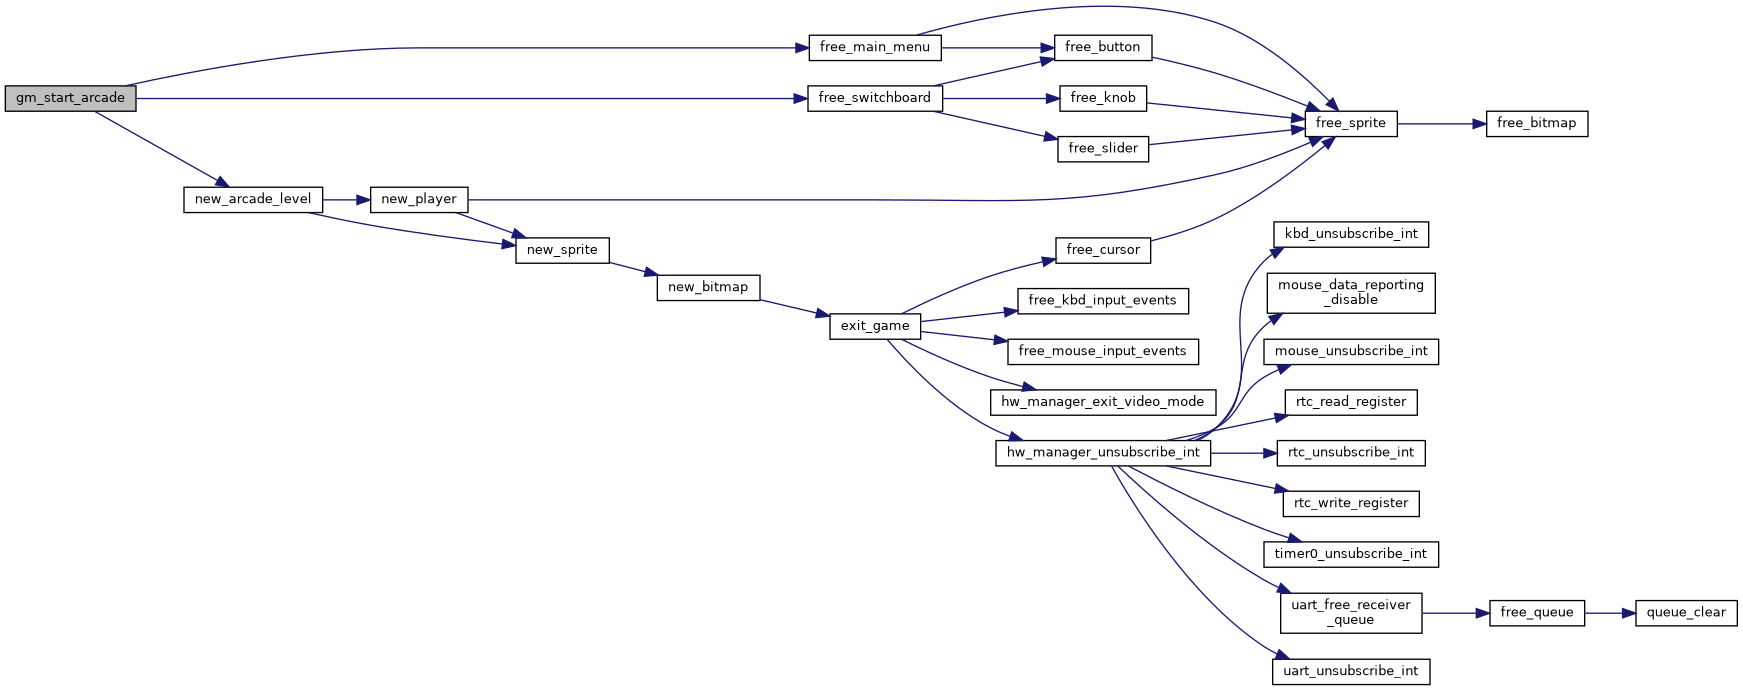 gm_start_arcade
free_main_menu
free_switchboard
new_arcade_level
new_player
new_sprite
new_bitmap
exit_game
free_button
free_knob
free_slider
free_cursor
free_kbd_input_events
free_mouse_input_events
hw_manager_exit_video_mode
hw_manager_unsubscribe_int
free_sprite
free_bitmap
kbd_unsubscribe_int
mouse_data_reporting
_disable
mouse_unsubscribe_int
rtc_read_register
rtc_unsubscribe_int
rtc_write_register
timer0_unsubscribe_int
uart_free_receiver
_queue
uart_unsubscribe_int
free_queue
queue_clear